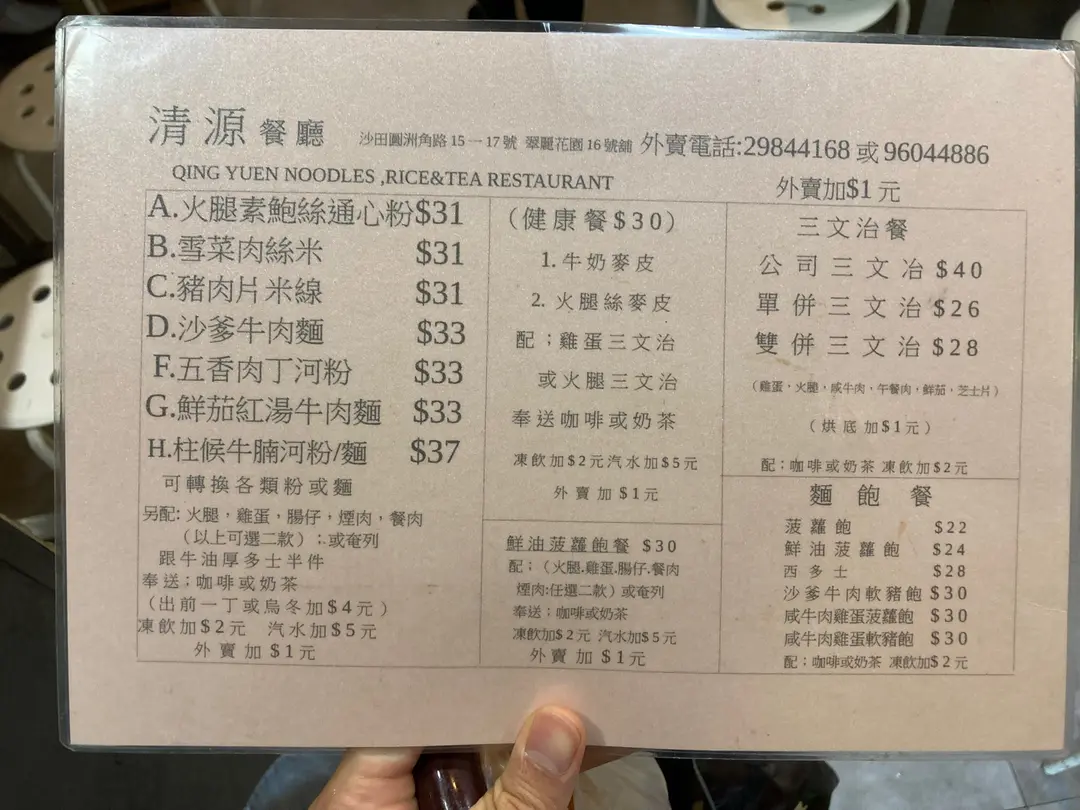 清源餐廳 沙田圓洲角路15一17號 翠麗花園16號舖 外賣電話:29844168或96044886
QING YUEN NOODLES ,RICE&TEA RESTAURANT
外賣加$1元
A.火腿素鮑絲通心粉$31
B.雪菜肉絲米 $31
C.豬肉片米線 $31
D.沙爹牛肉麵 $33
F.五香肉丁河粉 $33
G.鮮茄紅湯牛肉麵 $33
H.柱候牛腩河粉/麵 $37
可轉換各類粉或麵
另配:火腿,雞蛋,腸仔,煙肉,餐肉
(以上可選二款);或奄列
跟牛油厚多士半件
奉送;咖啡或奶茶
(出前一丁或烏冬加$4元)
凍飲加$2元 汽水加$5元
外賣加$1元
(健康餐$30)
1.牛奶麥皮
2.火腿絲麥皮
配;雞蛋三文治
或火腿三文治
奉送咖啡或奶茶
凍飲加$2元汽水加$5元
外賣加$1元
鮮油菠蘿飽餐 $30
配;(火腿.雞蛋.腸仔.餐肉
煙肉:任選二款)或奄列
奉送;咖啡或奶茶
凍飲加$2元 汽水加$5元
外賣加$1元
三文治餐
公司三文冶$40
單併三文治$26
雙併三文治$28
(雞蛋,火腿,咸牛肉,午餐肉,鮮茄,芝士片)
(烘底加$1元)
配;咖啡或奶茶 凍飲加$2元
麵飽餐
菠蘿飽 $22
鮮油菠蘿飽 $24
西多士 $28
沙爹牛肉軟豬飽 $30
咸牛肉雞蛋菠蘿飽 $30
咸牛肉雞蛋軟豬飽 $30
配;咖啡或奶茶 凍飲加$2元